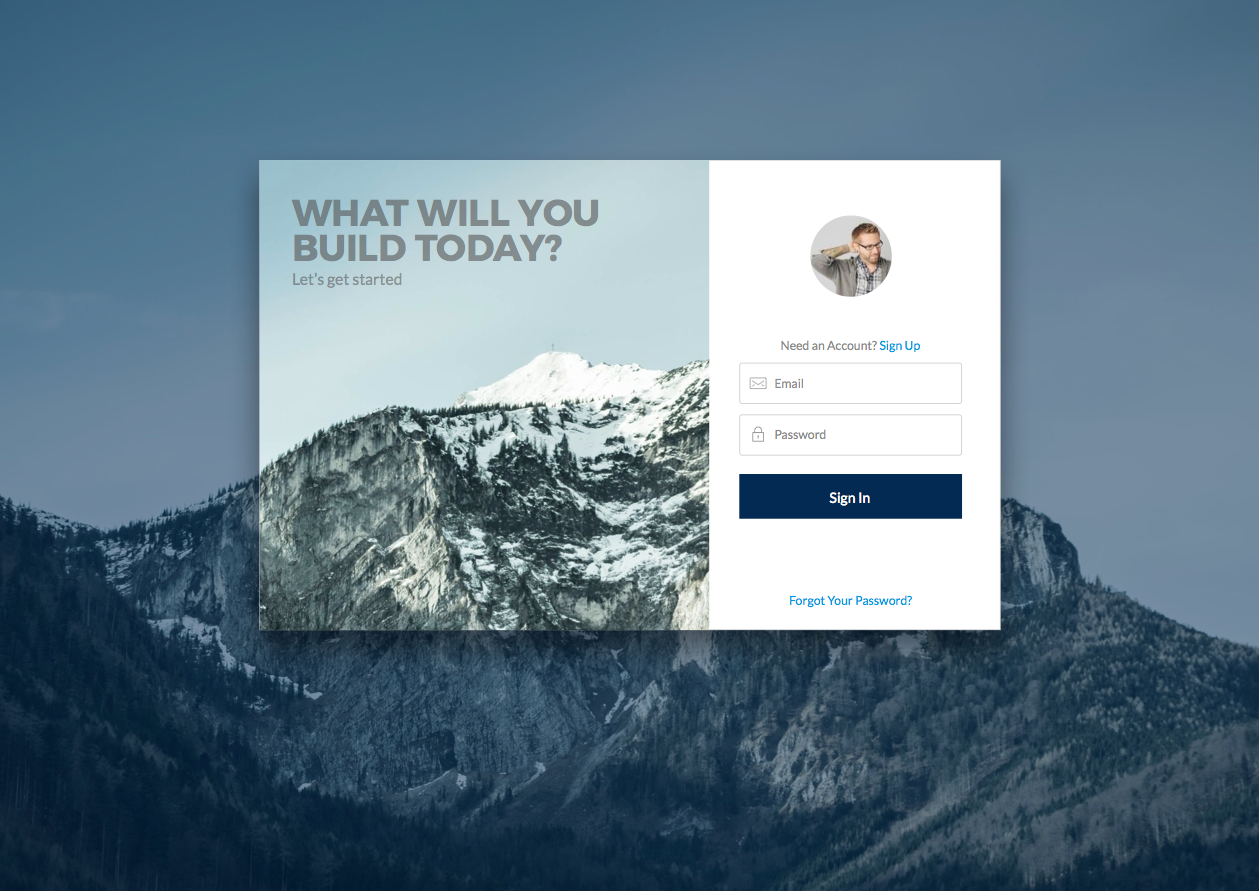 WHAT WILL YOU
BUILD TODAY?
Let's get started
Need an Account? Sign Up
Email
Password
Sign In
Forgot Your Password?